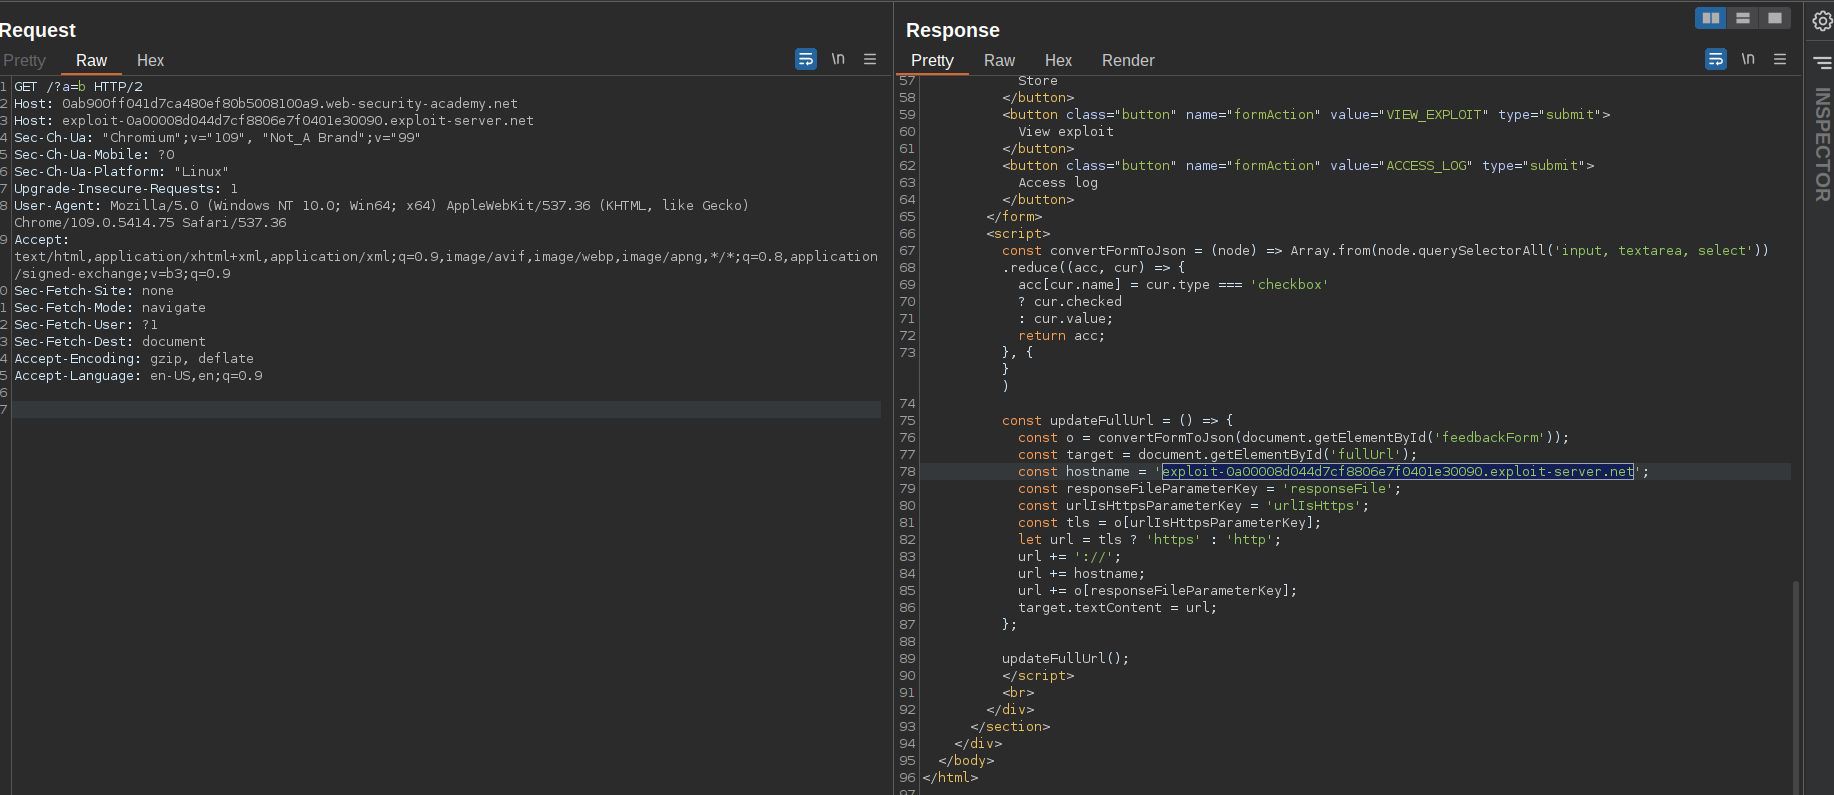 Request
Pretty Raw Hex
\n
1 GET /?a=b HTTP/2
2 Host: 0ab900ff041d7ca480ef80b5008100a9.web-security-academy.net
3 Host: exploit-0a00008d044d7cf8806e7f0401e30090.exploit-server.net
4 Sec-Ch-Ua: "Chromium";v="109", "Not_A Brand";v="99"
5 Sec-Ch-Ua-Mobile: ?0
6 Sec-Ch-Ua-Platform: "Linux"
7 Upgrade-Insecure-Requests: 1
8 User-Agent: Mozilla/5.0 (Windows NT 10.0; Win64; x64) AppleWebKit/537.36 (KHTML, like Gecko)
Chrome/109.0.5414.75 Safari/537.36
9 Accept:
text/html,application/xhtml+xml,application/xml;q=0.9,image/avif,image/webp,image/apng,*/*;q=0.8,application
/signed-exchange;v=b3;q=0.9
0 Sec-Fetch-Site: none
1 Sec-Fetch-Mode: navigate
2 Sec-Fetch-User: ?1
3 Sec-Fetch-Dest: document
4 Accept-Encoding: gzip, deflate
5 Accept-Language: en-US,en;q=0.9
6
7
Response
Pretty Raw Hex Render
\n
57 Store
58 </button>
59 <button class="button" name="formAction" value="VIEW_EXPLOIT" type="submit">
60 View exploit
61 </button>
62 <button class="button" name="formAction" value="ACCESS_LOG" type="submit">
63 Access log
64 </button>
65 </form>
66 <script>
67 const convertFormToJson = (node) => Array.from(node.querySelectorAll('input, textarea, select'))
68 .reduce((acc, cur) => {
69 acc[cur.name] = cur.type === 'checkbox'
70 ? cur.checked
71 : cur.value;
72 return acc;
73 }, {
}
)
74
75 const updateFullUrl = () => {
76 const o = convertFormToJson(document.getElementById('feedbackForm'));
77 const target = document.getElementById('fullUrl');
78 const hostname = 'exploit-0a00008d044d7cf8806e7f0401e30090.exploit-server.net';
79 const responseFileParameterKey = 'responseFile';
80 const urlIsHttpsParameterKey = 'urlIsHttps';
81 const tls = o[urlIsHttpsParameterKey];
82 let url = tls ? 'https' : 'http';
83 url += '://';
84 url += hostname;
85 url += o[responseFileParameterKey];
86 target.textContent = url;
87 };
88
89 updateFullUrl();
90 </script>
91 <br>
92 </div>
93 </section>
94 </div>
95 </body>
96 </html>
97
INSPECTOR